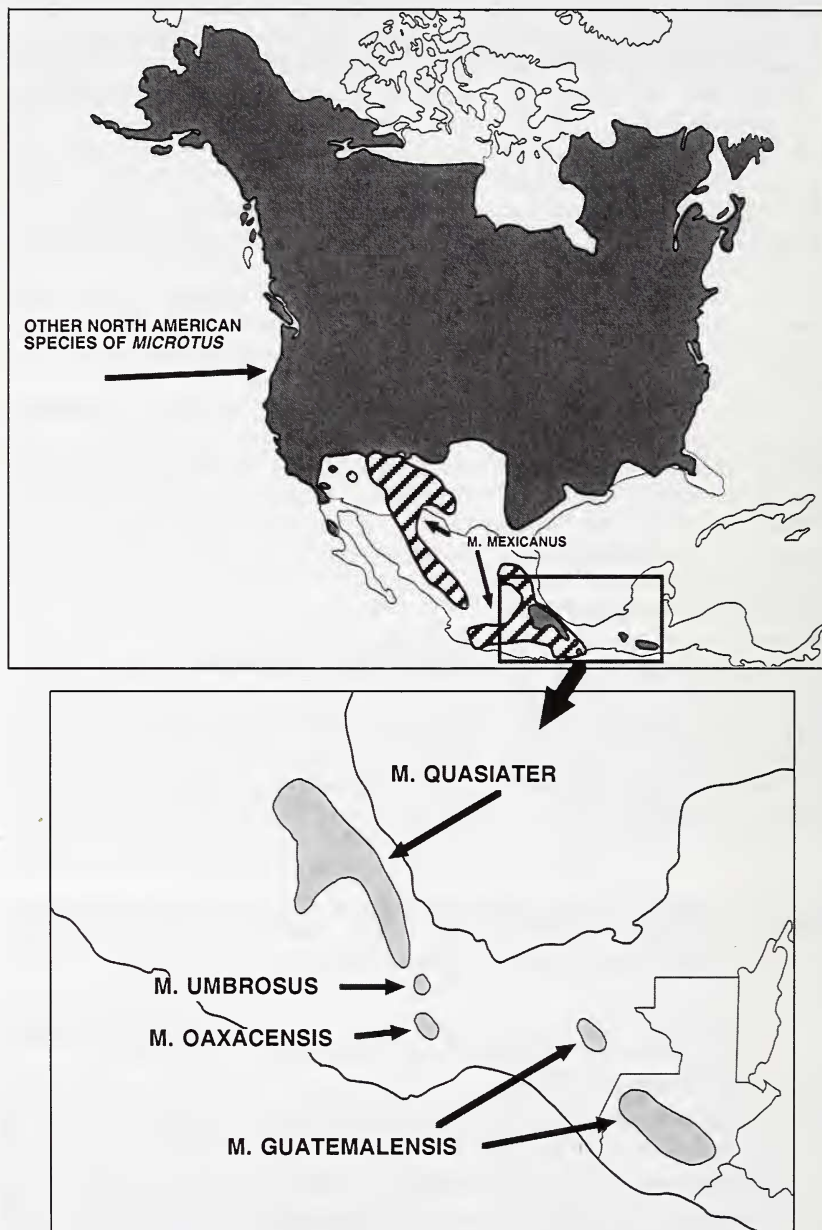 OTHER NORTH AMERICAN
SPECIES OF MICROTUS
M. MEXICANUS
M. QUASIATER
M. UMBROSUS
M. OAXACENSIS
M. GUATEMALENSIS